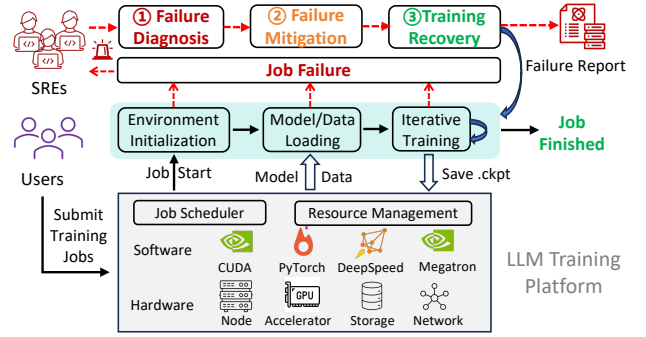 ① Failure
Diagnosis
② Failure
Mitigation
③Training
Recovery
SREs
Job Failure
Failure Report
Environment
Initialization
Model/Data
Loading
Iterative
Training
Job
Finished
Users
Job Start
Model Data
Save .ckpt
Submit
Training
Jobs
Job Scheduler
Resource Management
Software
CUDA
PyTorch
DeepSpeed
Megatron
LLM Training
Platform
Hardware
GPU
Node
Accelerator
Storage
Network